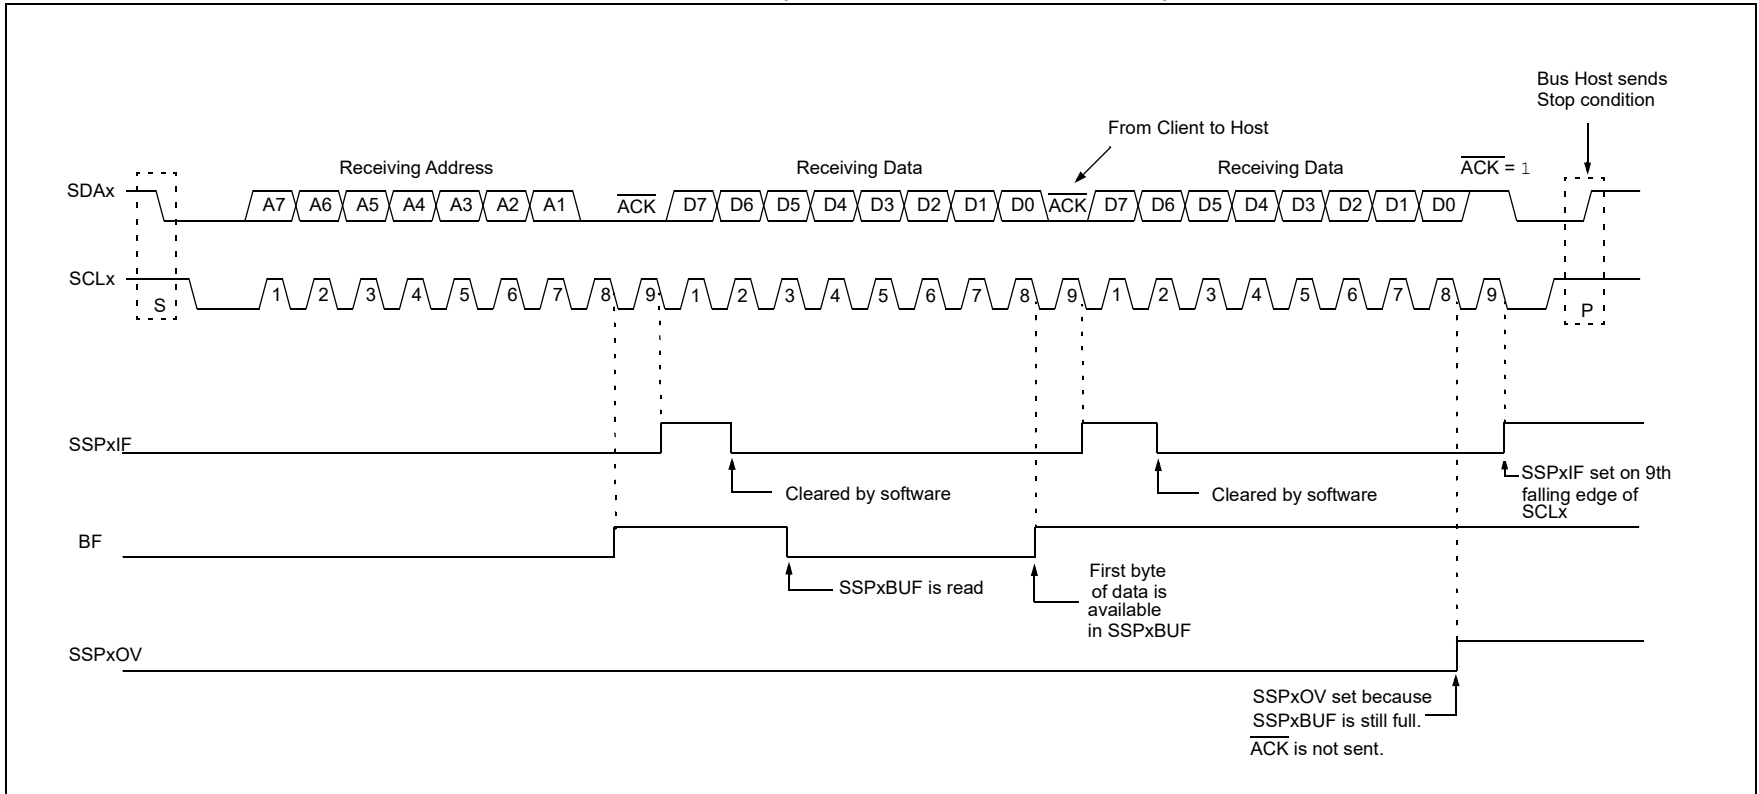 Bus Host sends
Stop condition
From Client to Host
Receiving Address
Receiving Data
Receiving Data
ACK = 1
SDAx
A7 A6 A5 A4 A3 A2 A1 ACK D7 D6 D5 D4 D3 D2 D1 D0 ACK D7 D6 D5 D4 D3 D2 D1 D0
SCLx
S
1 2 3 4 5 6 7 8 9 1 2 3 4 5 6 7 8 9 1 2 3 4 5 6 7 8 9
P
SSPxIF
Cleared by software
Cleared by software
SSPxIF set on 9th
falling edge of
SCLx
BF
SSPxBUF is read
First byte
of data is
available
in SSPxBUF
SSPxOV
SSPxOV set because
SSPxBUF is still full.
ACK is not sent.